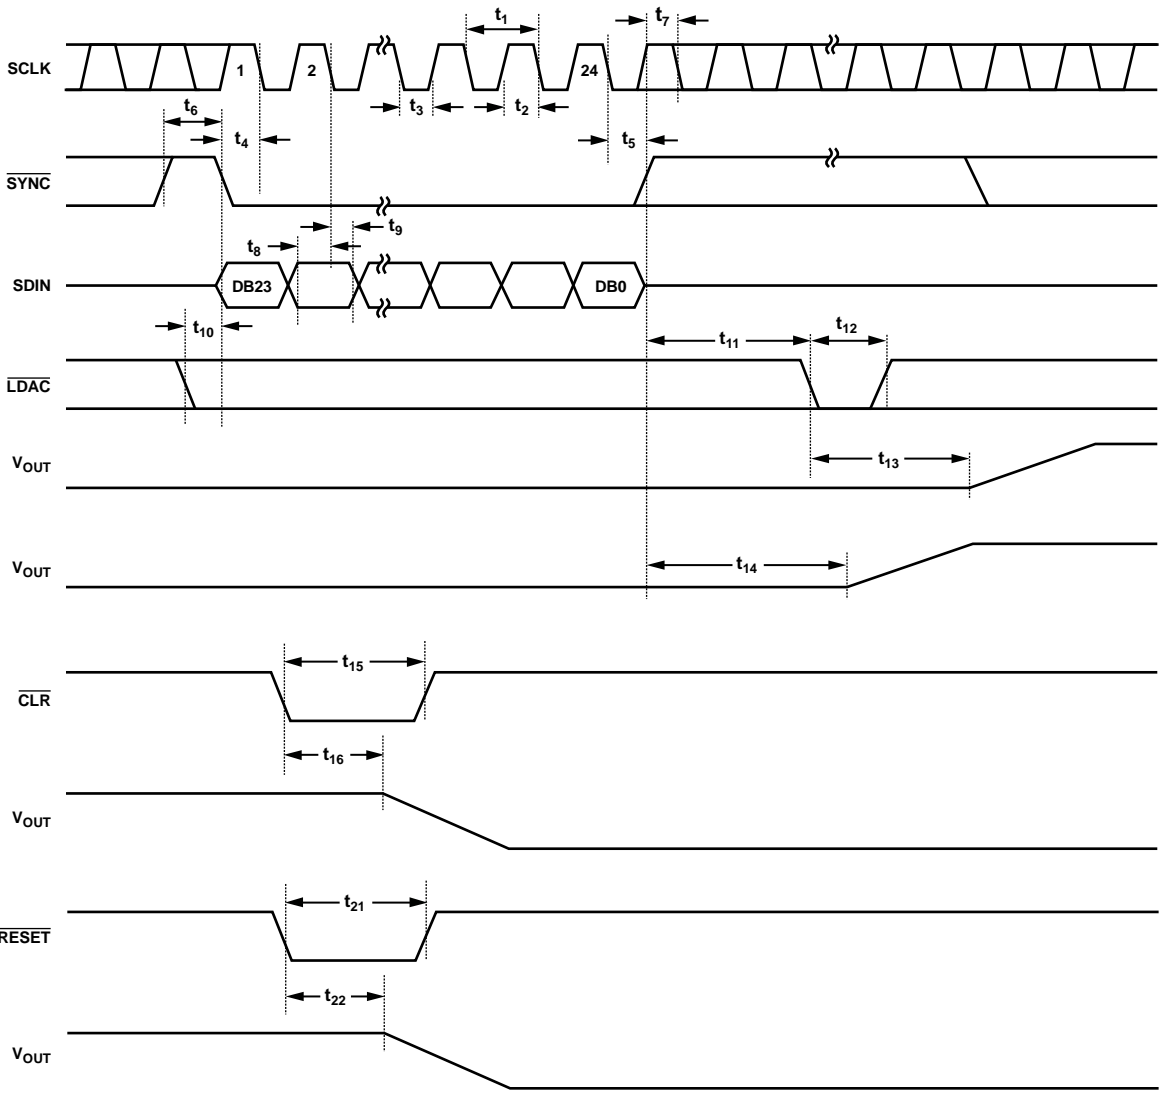 t1
t7
SCLK
1
2
24
t3
t2
t6
t4
t5
SYNC
t8
t9
SDIN
DB23
DB0
t10
t11
t12
LDAC
t13
VOUT
t14
VOUT
t15
CLR
t16
VOUT
t21
RESET
t22
VOUT